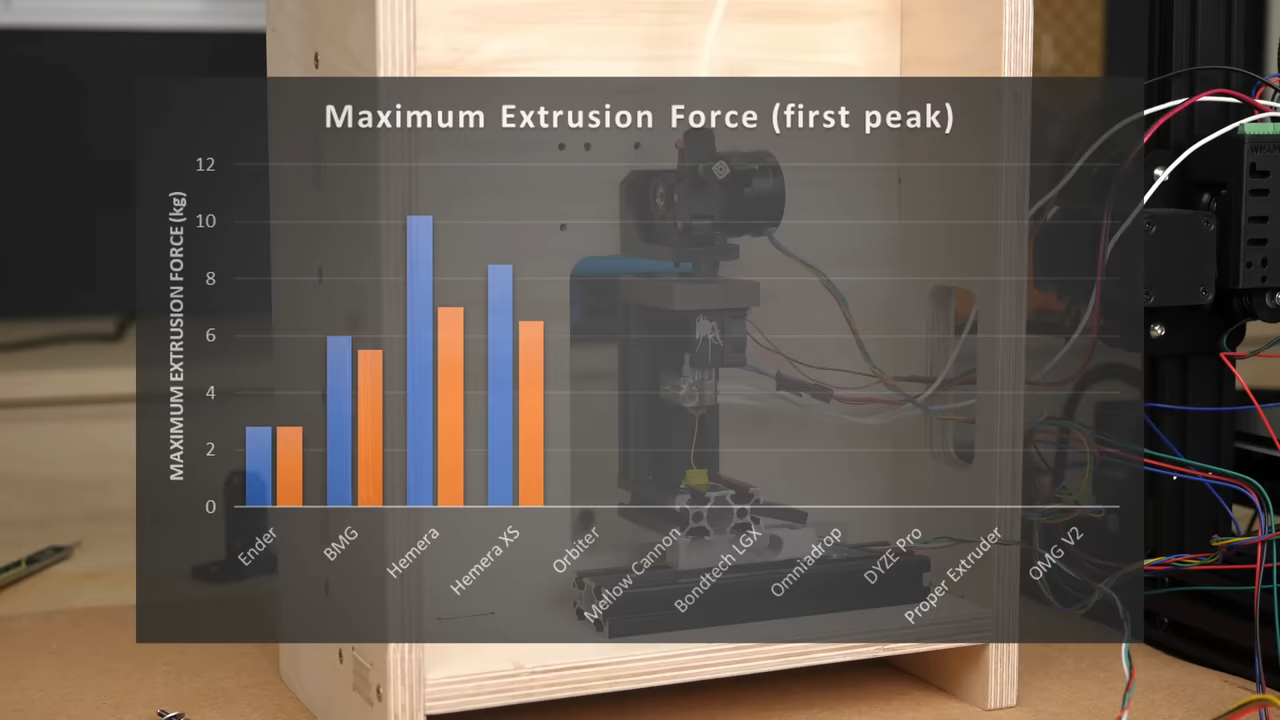 Maximum Extrusion Force (first peak)
MAXIMUM EXTRUSION FORCE (kg)
12
10
8
6
4
2
0
Ender
BMG
Hemera
Hemera XS
Orbiter
Mellow Cannon
Bondtech LGX
Omniadrop
DYZE Pro
Proper Extruder
OMG V2